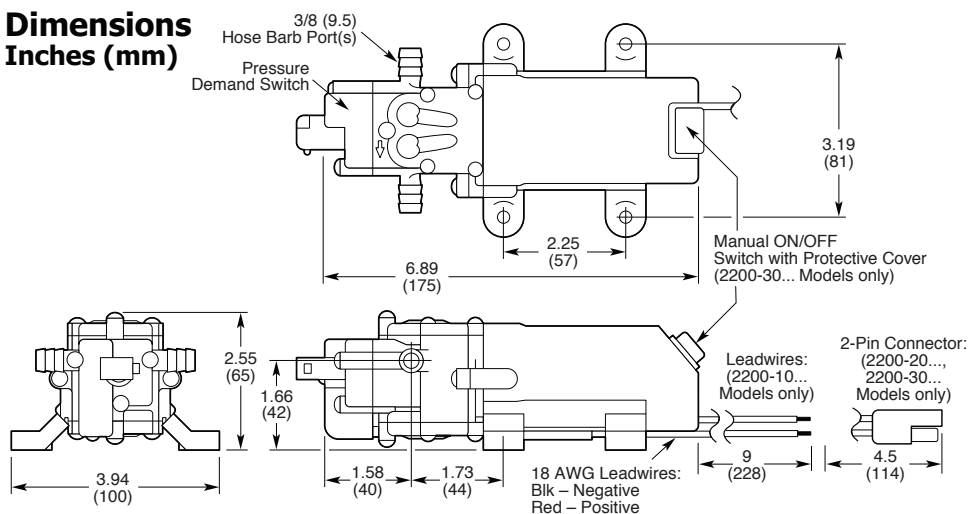 Dimensions
Inches (mm)
3/8 (9.5)
Hose Barb Port(s)
Pressure
Demand Switch
3.19
(81)
2.25
(57)
6.89
(175)
Manual ON/OFF
Switch with Protective Cover
(2200-30... Models only)
2.55
(65)
1.66
(42)
Leadwires:
(2200-10...
Models only)
2-Pin Connector:
(2200-20...,
2200-30...
Models only)
3.94
(100)
1.58
(40)
1.73
(44)
18 AWG Leadwires:
Blk – Negative
Red – Positive
9
(228)
4.5
(114)